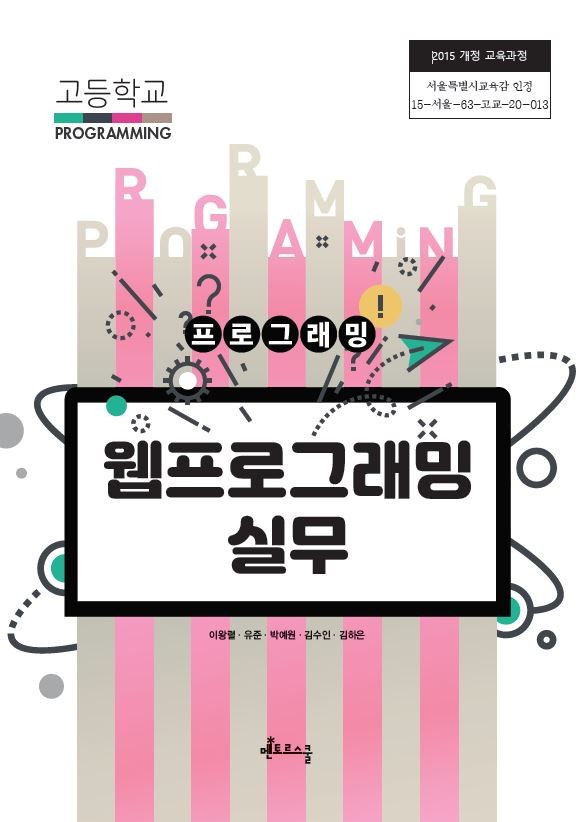 2015 개정 교육과정
서울특별시교육감 인정
15-서울-63-고교-20-013
고등학교
PROGRAMMING
PROGRAMMiNG
프로그래밍
웹프로그래밍
실무
이왕렬 · 유준 · 박예원 · 김수인 · 김하은
멘토르스쿨